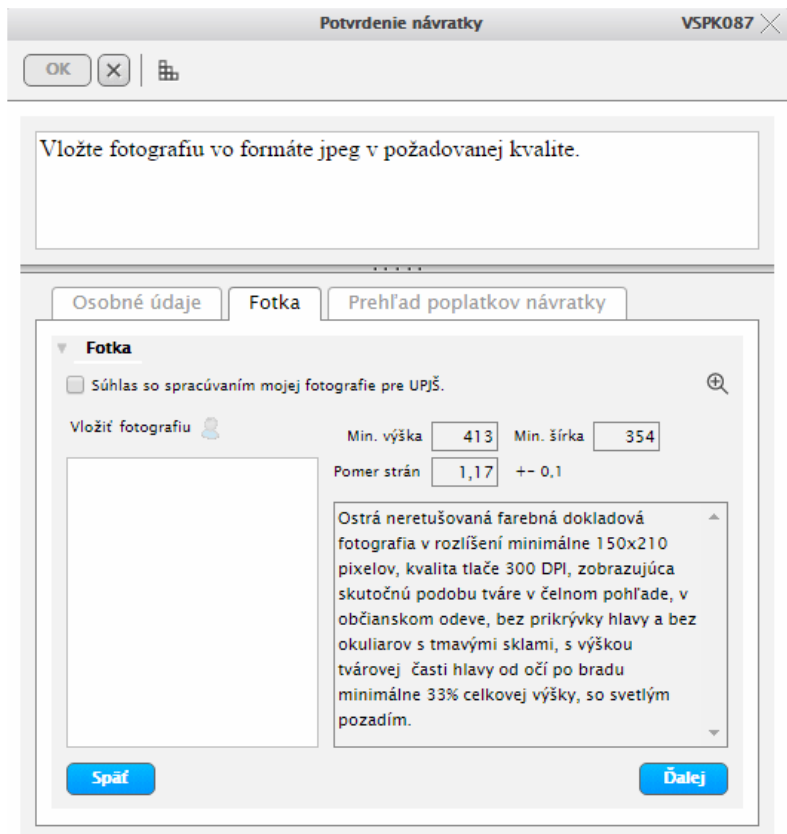 Potvrdenie návratky VSPK087
OK
Vložte fotografiu vo formáte jpeg v požadovanej kvalite.
Osobné údaje Fotka Prehľad poplatkov návratky
Fotka
Súhlas so spracúvaním mojej fotografie pre UPJŠ.
Vložiť fotografiu
Min. výška 413 Min. šírka 354
Pomer strán 1,17 +- 0,1
Ostrá neretušovaná farebná dokladová
fotografia v rozlíšení minimálne 150x210
pixelov, kvalita tlače 300 DPI, zobrazujúca
skutočnú podobu tváre v čelnom pohľade, v
občianskom odeve, bez prikrývky hlavy a bez
okuliarov s tmavými sklami, s výškou
tvárovej  časti hlavy od očí po bradu
minimálne 33% celkovej výšky, so svetlým
pozadím.
Späť Ďalej